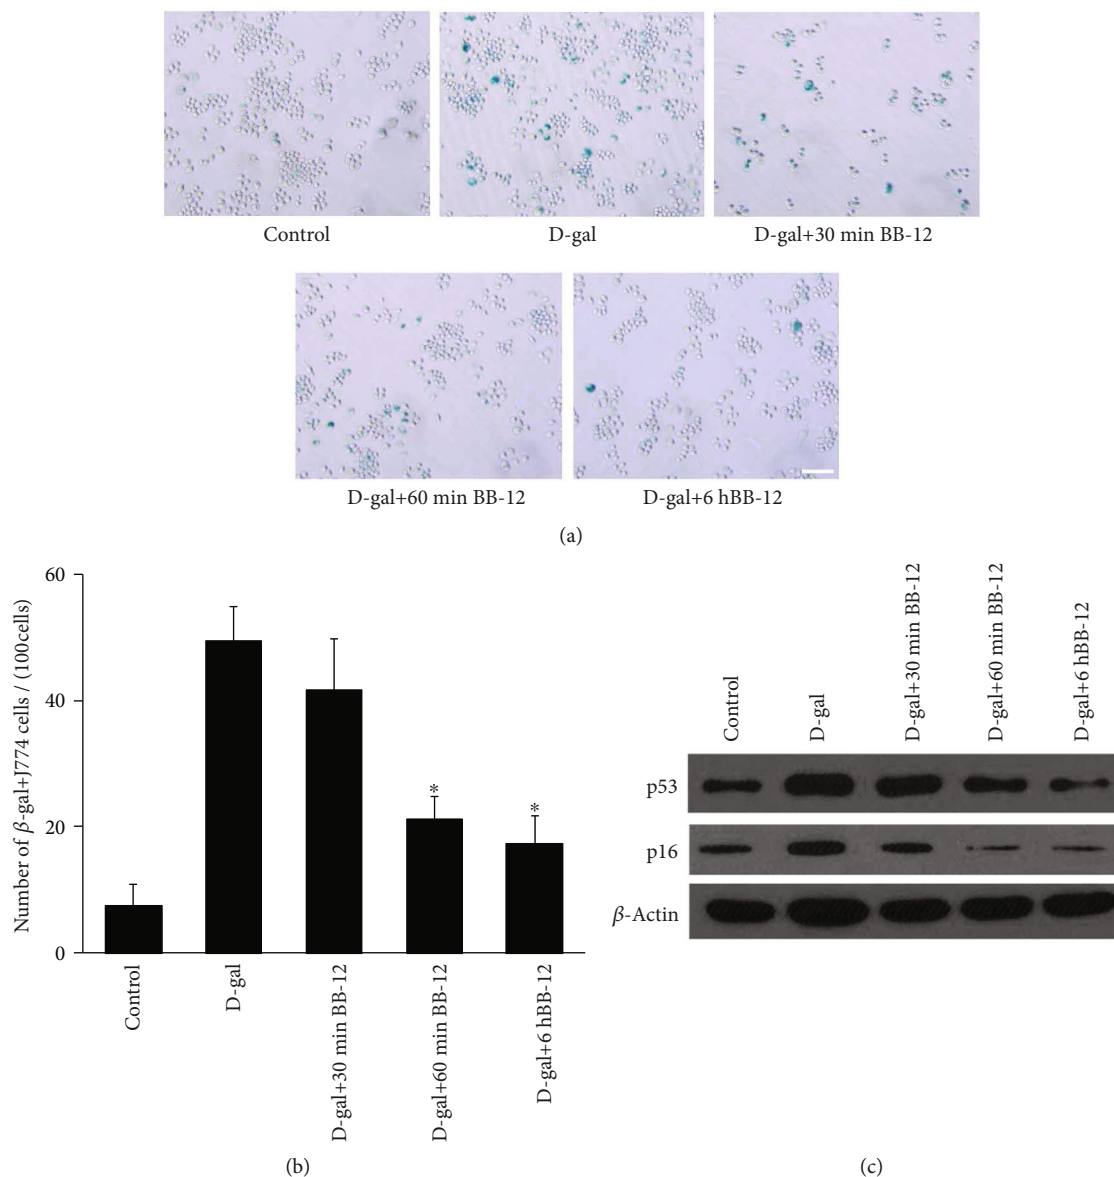 Control
D-gal
D-gal+30 min BB-12
D-gal+60 min BB-12
D-gal+6 hBB-12
(a)
Number of β-gal+J774 cells / (100cells)
60
40
20
0
*
*
Control
D-gal
D-gal+30 min BB-12
D-gal+60 min BB-12
D-gal+6 hBB-12
(b)
Control
D-gal
D-gal+30 min BB-12
D-gal+60 min BB-12
D-gal+6 hBB-12
p53
p16
β-Actin
(c)